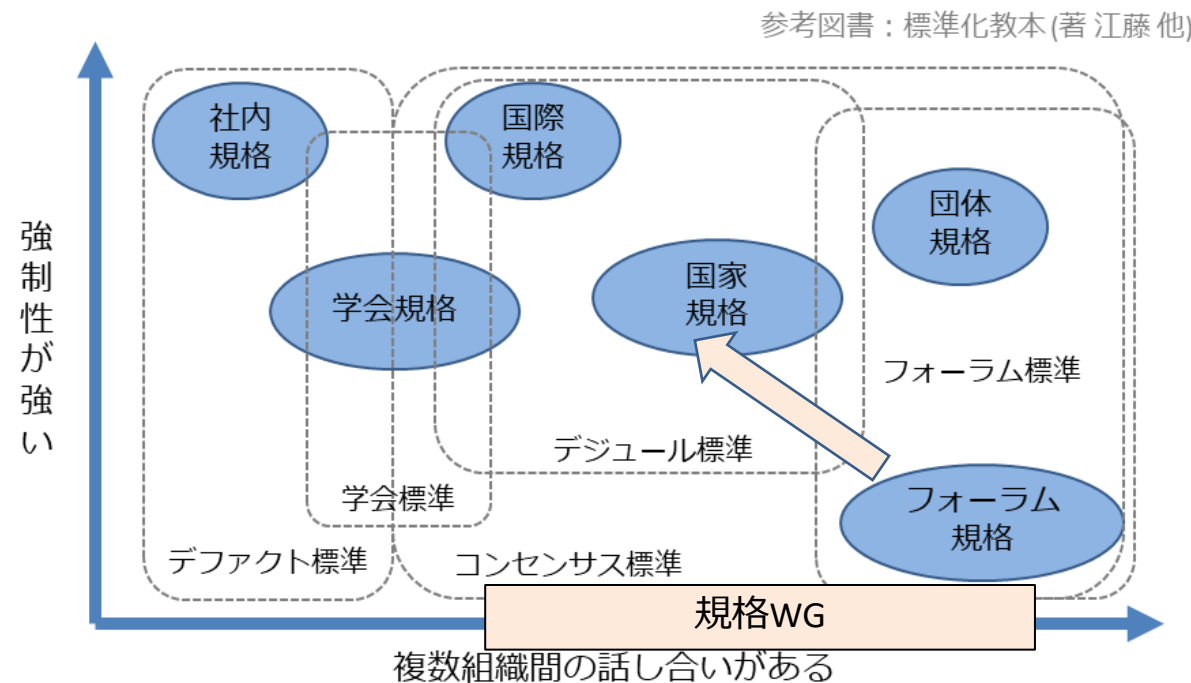 参考図書：標準化教本(著 江藤 他)
社内
規格
国際
規格
団体
規格
学会規格
国家
規格
強制性が強い
フォーラム標準
デジュール標準
学会標準
フォーラム
規格
デファクト標準
コンセンサス標準
規格WG
複数組織間の話し合いがある